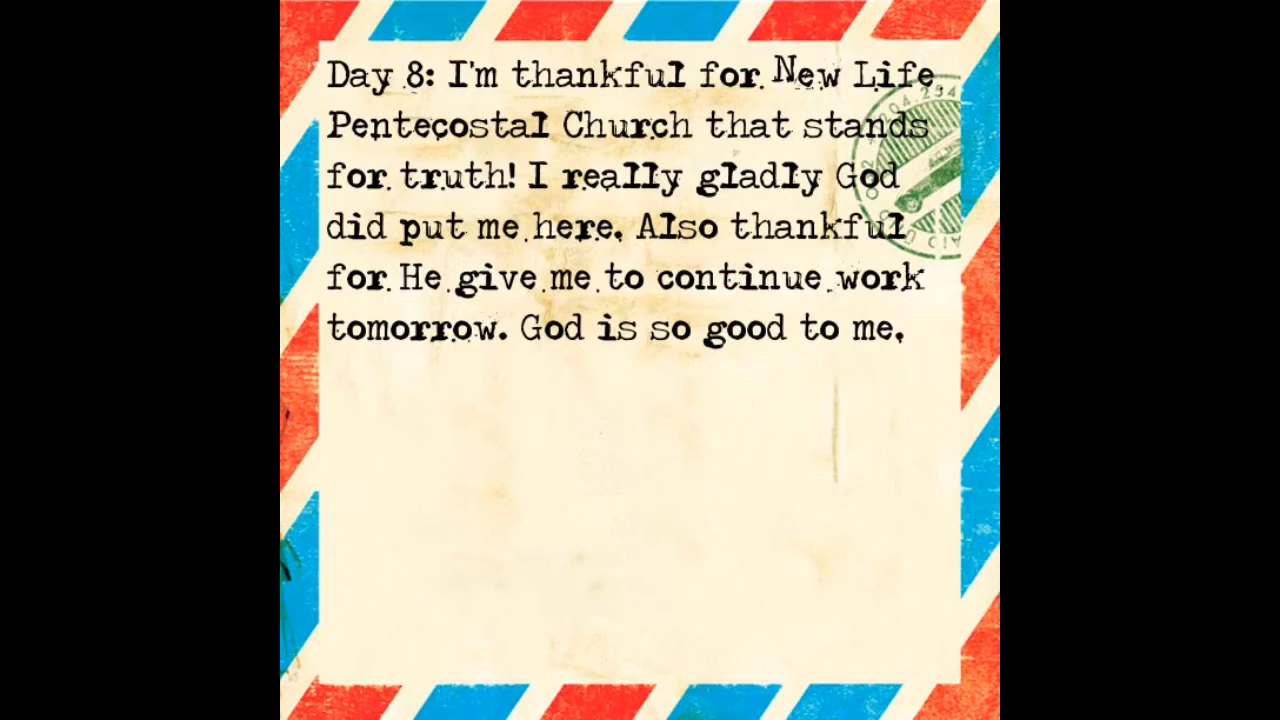 Day 8: I'm thankful for New Life
Pentecostal Church that stands
for truth! I really gladly God
did put me here. Also thankful
for He give me to continue work
tomorrow. God is so good to me.